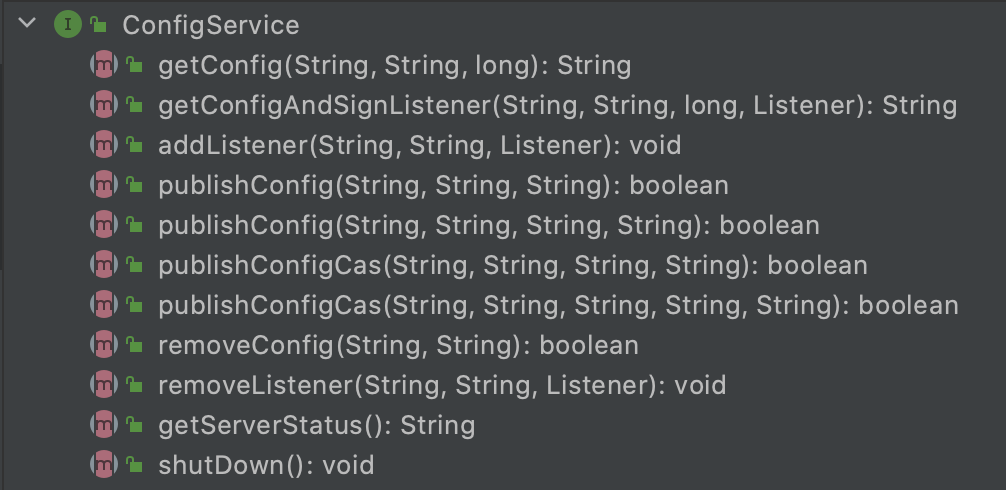 ConfigService
getConfig(String, String, long): String
getConfigAndSignListener(String, String, long, Listener): String
addListener(String, String, Listener): void
publishConfig(String, String, String): boolean
publishConfig(String, String, String, String): boolean
publishConfigCas(String, String, String, String): boolean
publishConfigCas(String, String, String, String, String): boolean
removeConfig(String, String): boolean
removeListener(String, String, Listener): void
getServerStatus(): String
shutDown(): void